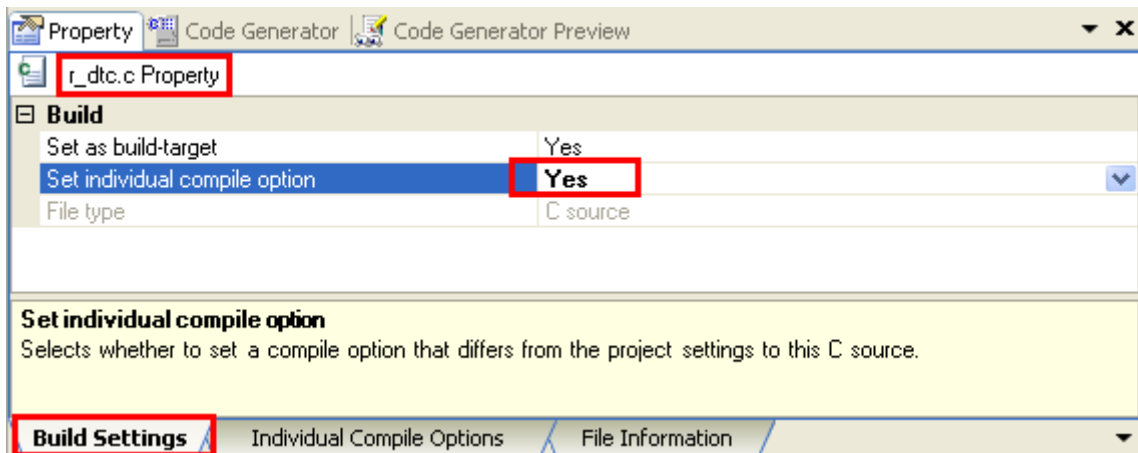 Property Code Generator Code Generator Preview
r_dtc.c Property
Build
Set as build-target Yes
Set individual compile option Yes
File type C source
Set individual compile option
Selects whether to set a compile option that differs from the project settings to this C source.
Build Settings Individual Compile Options File Information